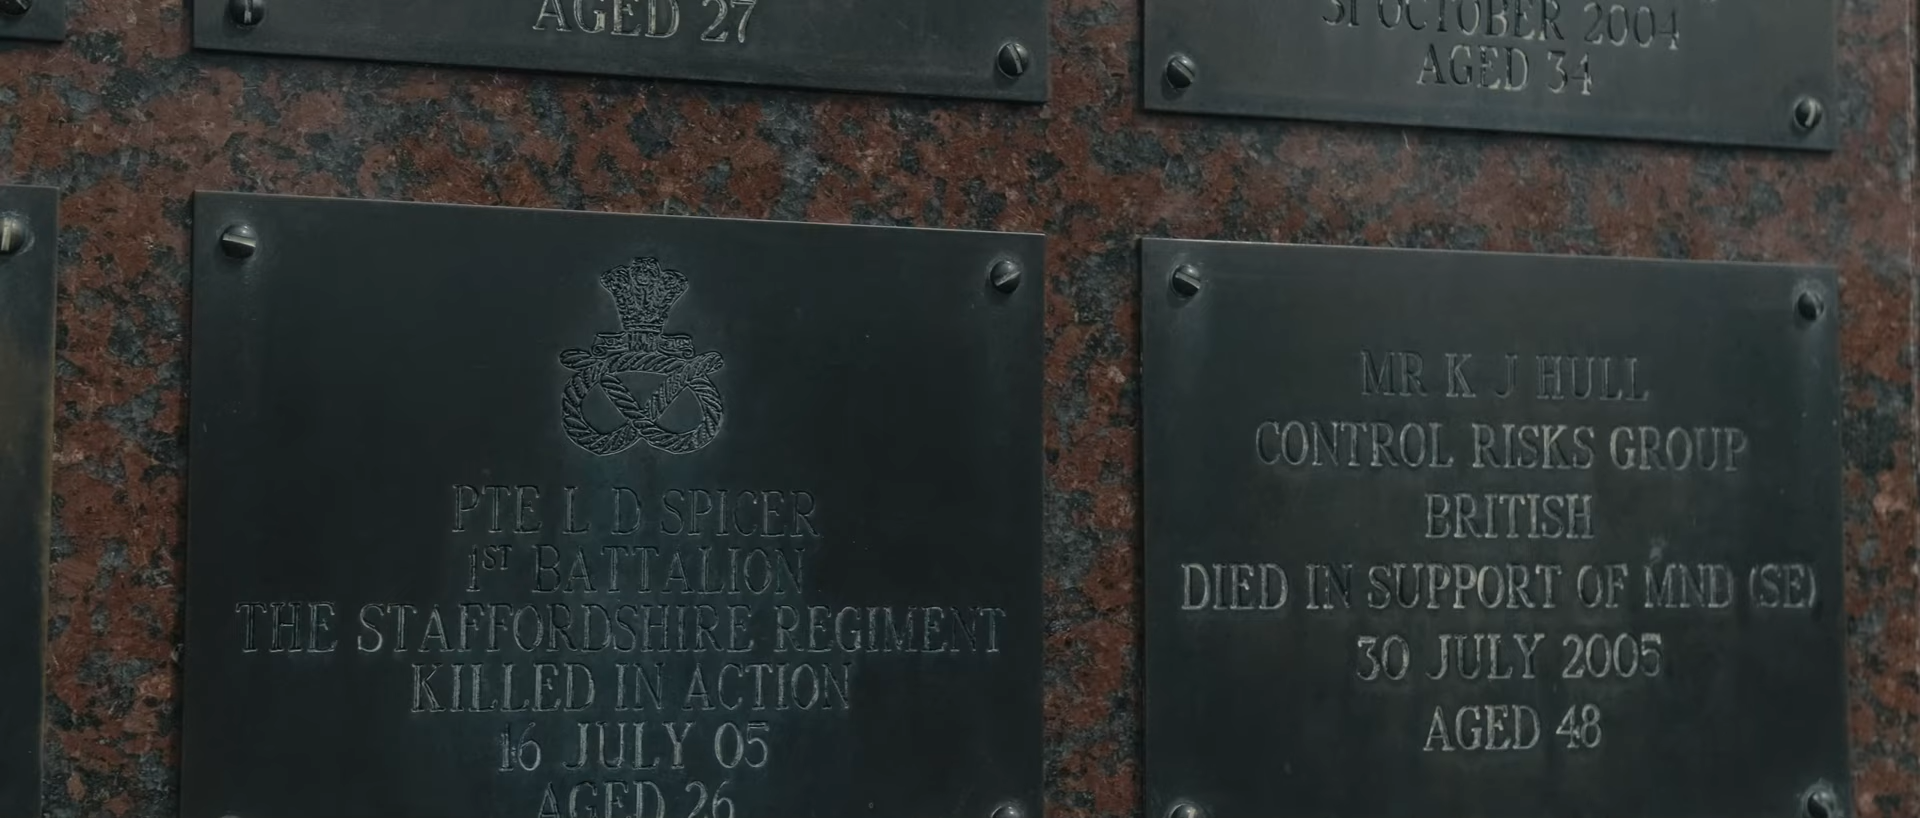 AGED 27
31 OCTOBER 2004
AGED 34
PTE L D SPICER
1ST BATTALION
THE STAFFORDSHIRE REGIMENT
KILLED IN ACTION
16 JULY 05
AGED 26
MR K J HULL
CONTROL RISKS GROUP
BRITISH
DIED IN SUPPORT OF MND (SE)
30 JULY 2005
AGED 48